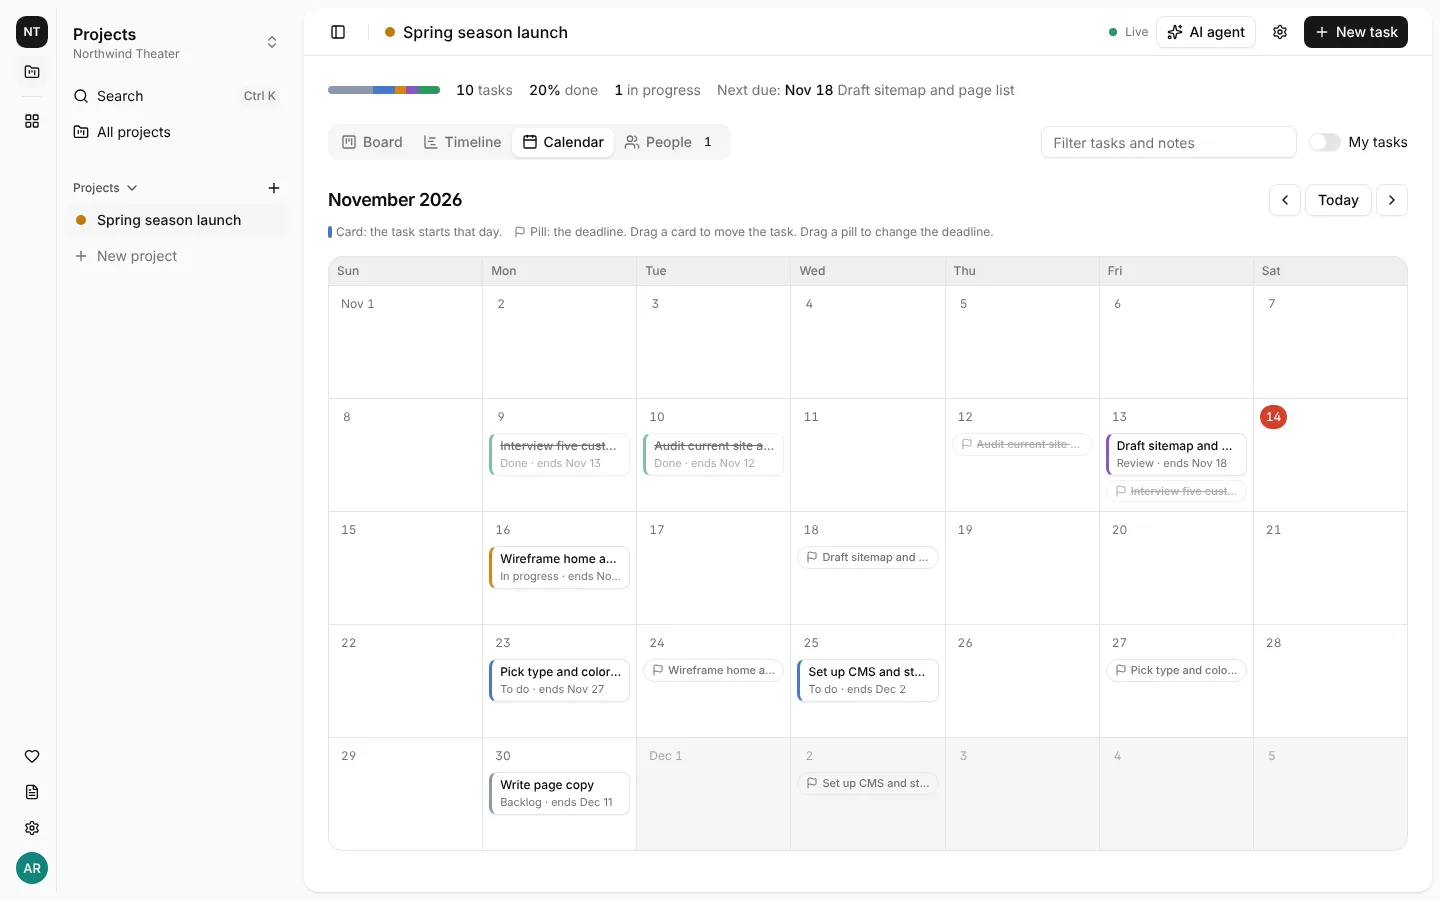 NT
Projects
Northwind Theater
Search
Ctrl K
All projects
Projects
Spring season launch
New project
AR
Spring season launch
Live
AI agent
New task
10 tasks
20% done
1 in progress
Next due: Nov 18 Draft sitemap and page list
Board
Timeline
Calendar
People 1
Filter tasks and notes
My tasks
November 2026
Today
Card: the task starts that day.
Pill: the deadline. Drag a card to move the task. Drag a pill to change the deadline.
Sun Mon Tue Wed Thu Fri Sat
Nov 1 2 3 4 5 6 7
8 9 10 11 12 13 14
Interview five cust...
Done · ends Nov 13
Audit current site a...
Done · ends Nov 12
Audit current site ...
Draft sitemap and ...
Review · ends Nov 18
Interview five cust...
15 16 17 18 19 20 21
Wireframe home a...
In progress · ends No...
Draft sitemap and ...
22 23 24 25 26 27 28
Pick type and color...
To do · ends Nov 27
Wireframe home a...
Set up CMS and st...
To do · ends Dec 2
Pick type and colo...
29 30 Dec 1 2 3 4 5
Write page copy
Backlog · ends Dec 11
Set up CMS and st...